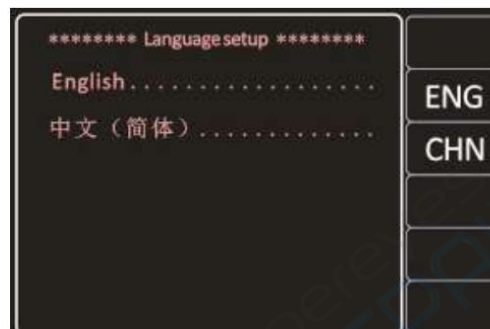 ******** Language setup ********
English...................
ENG
中文（简体）.............
CHN